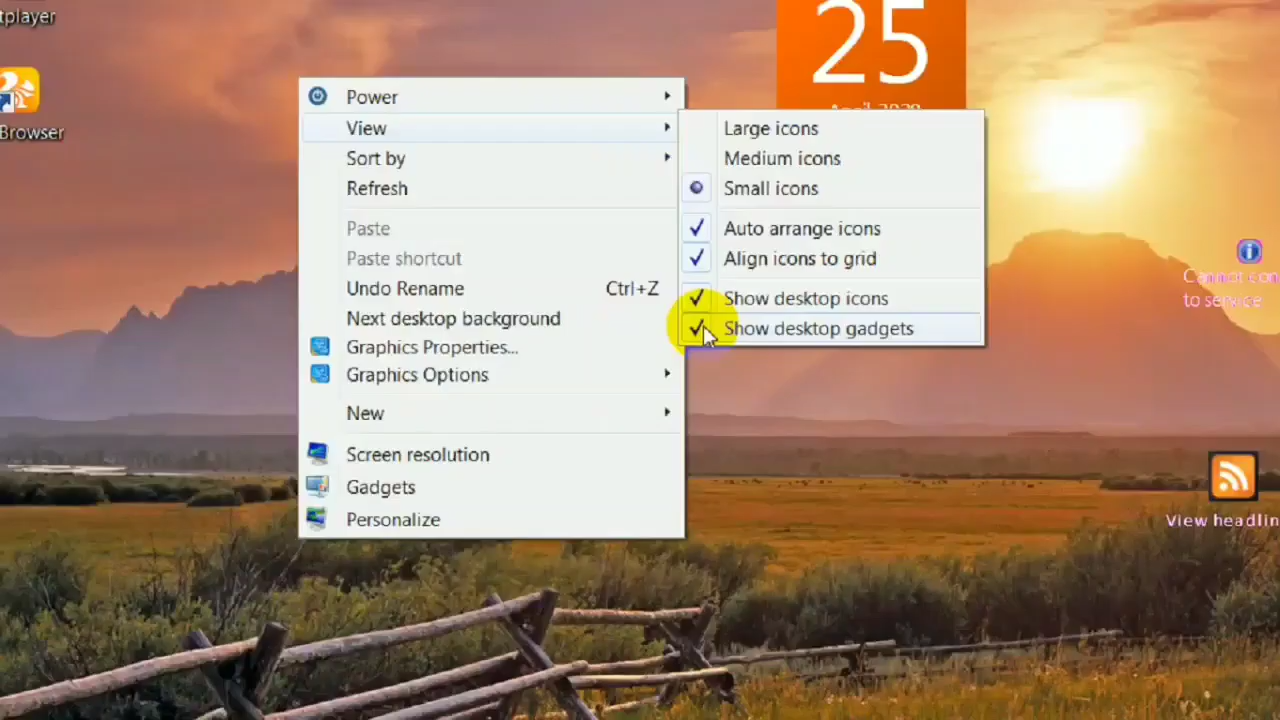 tplayer
Browser
25
Power
View
Sort by
Refresh
Paste
Paste shortcut
Undo Rename Ctrl+Z
Next desktop background
Graphics Properties...
Graphics Options
New
Screen resolution
Gadgets
Personalize
Large icons
Medium icons
Small icons
Auto arrange icons
Align icons to grid
Show desktop icons
Show desktop gadgets
Cannot con
to service
View headlin